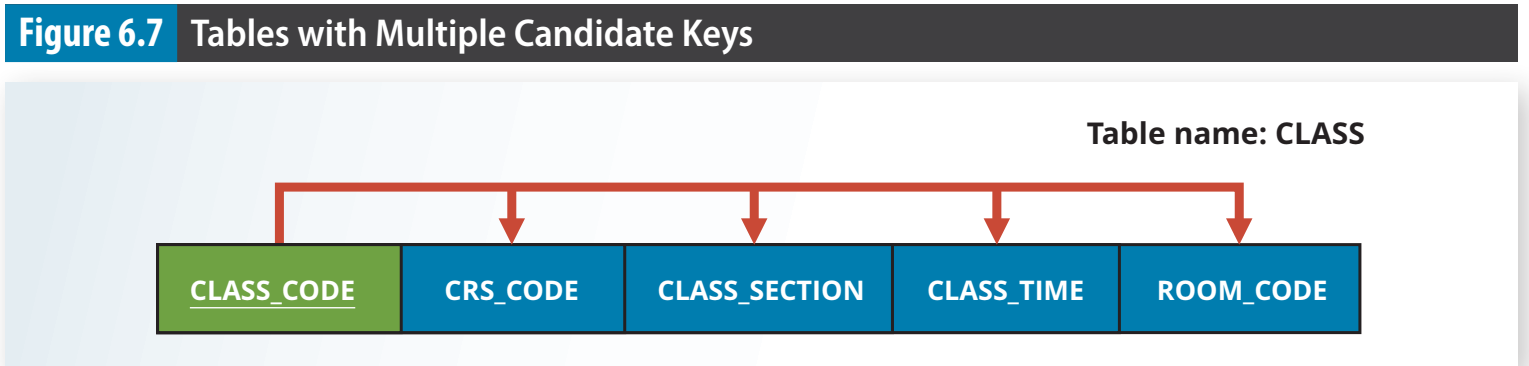 Figure 6.7 Tables with Multiple Candidate Keys
Table name: CLASS
CLASS_CODE CRS_CODE CLASS_SECTION CLASS_TIME ROOM_CODE